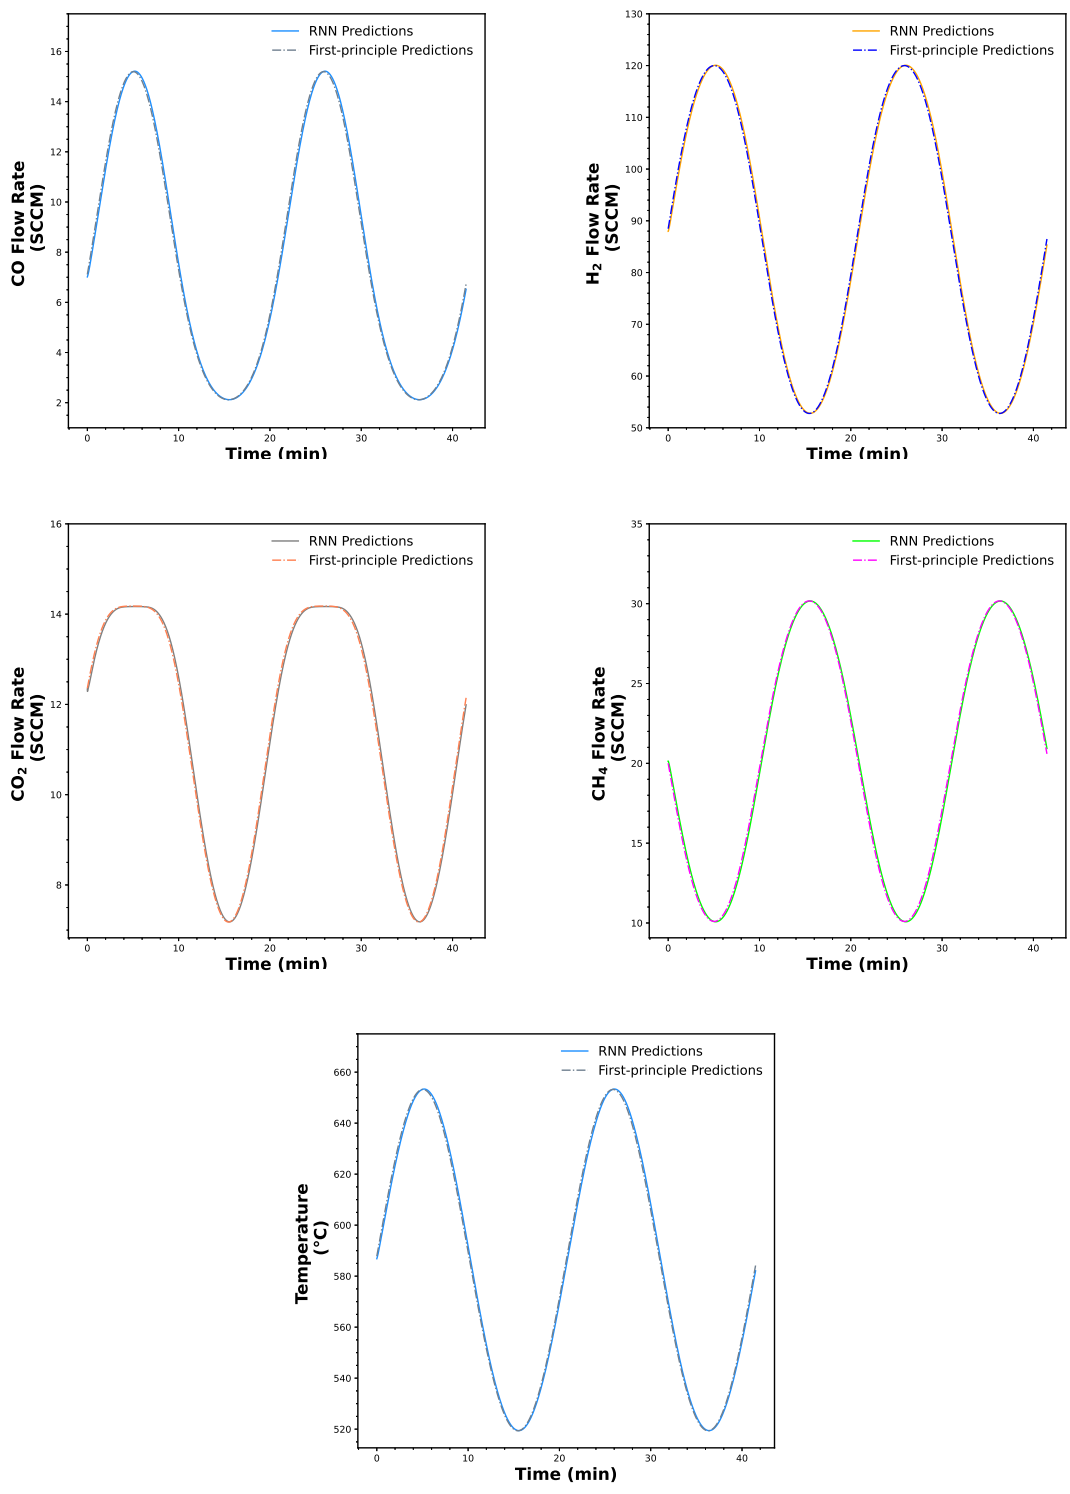 RNN Predictions
First-principle Predictions
CO Flow Rate
(SCCM)
16
14
12
10
8
6
4
2
0 10 20 30 40
Time (min)
RNN Predictions
First-principle Predictions
H₂ Flow Rate
(SCCM)
130
120
110
100
90
80
70
60
50
0 10 20 30 40
Time (min)
RNN Predictions
First-principle Predictions
CO₂ Flow Rate
(SCCM)
16
14
12
10
8
0 10 20 30 40
Time (min)
RNN Predictions
First-principle Predictions
CH₄ Flow Rate
(SCCM)
35
30
25
20
15
10
0 10 20 30 40
Time (min)
RNN Predictions
First-principle Predictions
Temperature
(°C)
660
640
620
600
580
560
540
520
0 10 20 30 40
Time (min)